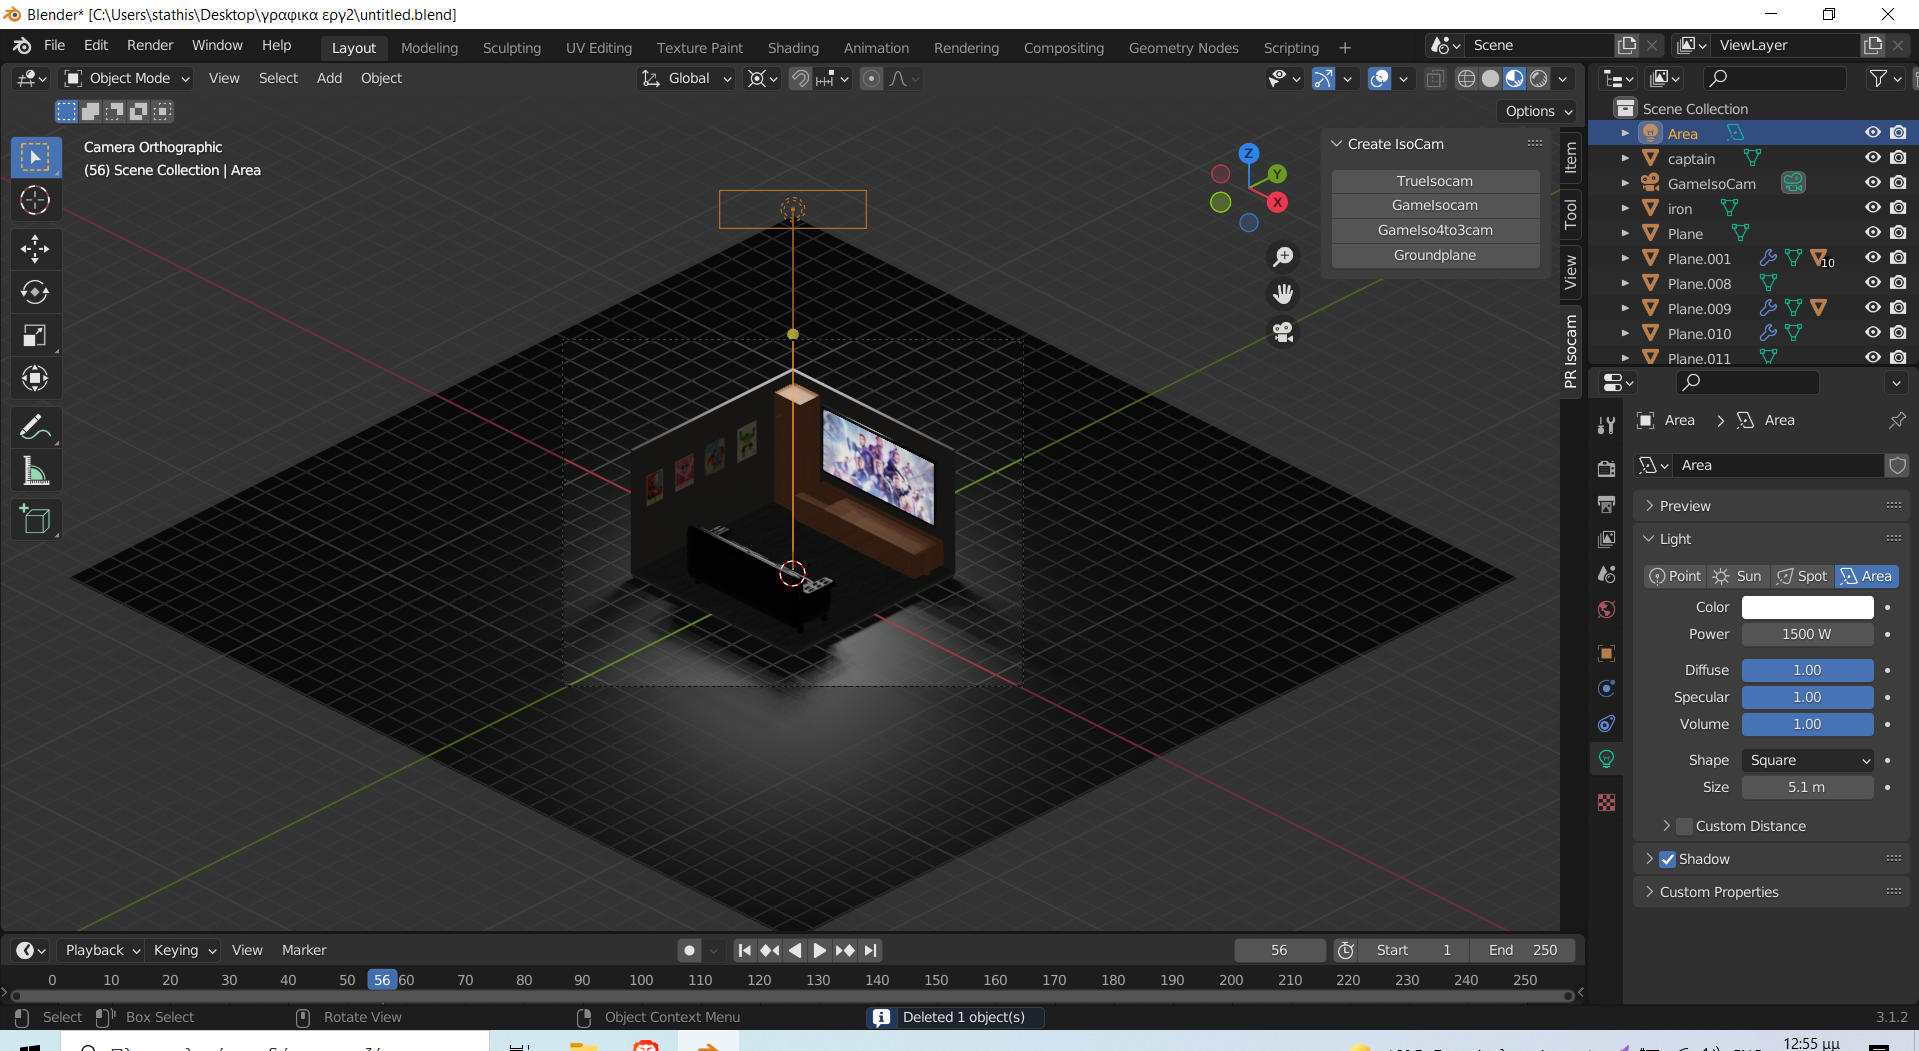 Blender* [C:\Users\stathis\Desktop\γραφικα εργ2\untitled.blend]
File Edit Render Window Help
Layout Modeling Sculpting UV Editing Texture Paint Shading Animation Rendering Compositing Geometry Nodes Scripting
Scene
ViewLayer
Object Mode View Select Add Object
Global
Options
Camera Orthographic
(56) Scene Collection | Area
Z
Y
X
Create IsoCam
TrueIsocam
GameIsocam
GameIso4to3cam
Groundplane
Item
Tool
View
PR Isocam
Scene Collection
Area
captain
GameIsoCam
iron
Plane
Plane.001
10
Plane.008
Plane.009
Plane.010
Plane.011
Area
Area
Area
Preview
Light
Point Sun Spot Area
Color
Power 1500 W
Diffuse 1.00
Specular 1.00
Volume 1.00
Shape Square
Size 5.1 m
Custom Distance
Shadow
Custom Properties
Playback Keying View Marker
56
Start 1
End 250
0 10 20 30 40 50 56 60 70 80 90 100 110 120 130 140 150 160 170 180 190 200 210 220 230 240 250
Select Box Select Rotate View Object Context Menu
Deleted 1 object(s)
3.1.2
12:55 μμ